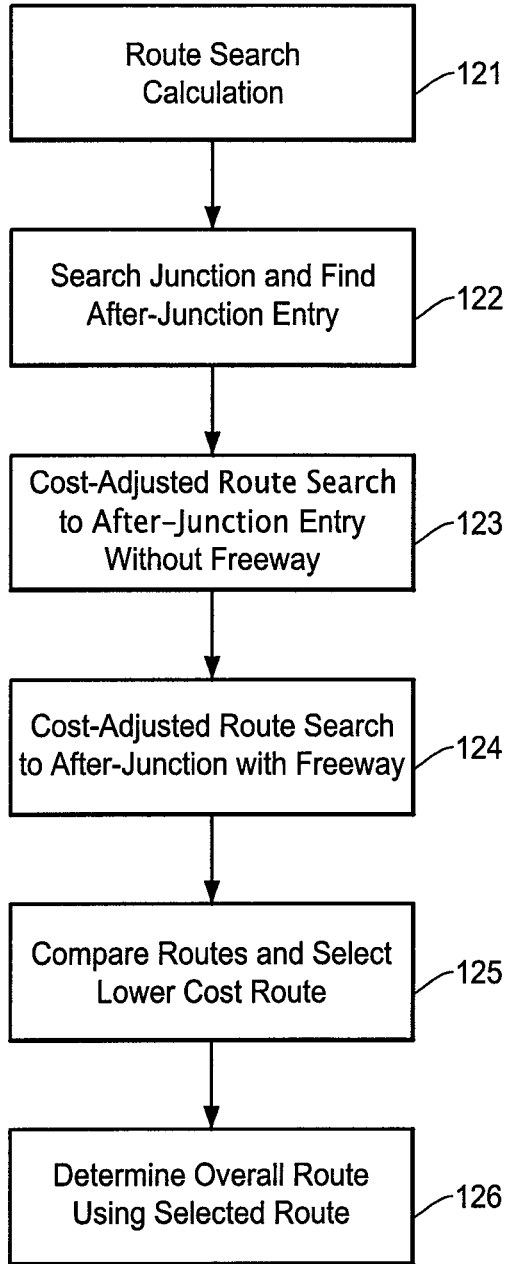 Route Search
Calculation
121
Search Junction and Find
After-Junction Entry
122
Cost-Adjusted Route Search
to After-Junction Entry
Without Freeway
123
Cost-Adjusted Route Search
to After-Junction with Freeway
124
Compare Routes and Select
Lower Cost Route
125
Determine Overall Route
Using Selected Route
126